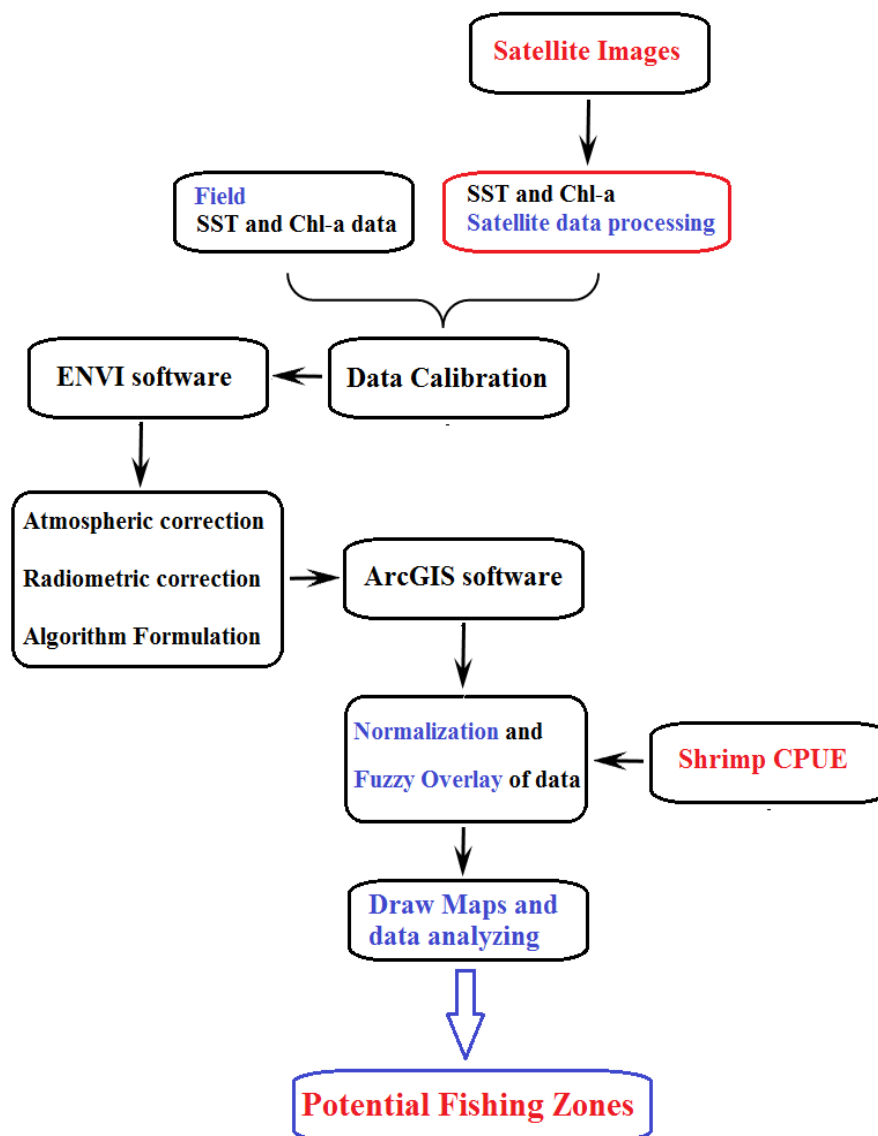 Satellite Images
Field
SST and Chl-a data
SST and Chl-a
Satellite data processing
ENVI software
Data Calibration
Atmospheric correction
Radiometric correction
Algorithm Formulation
ArcGIS software
Normalization and
Fuzzy Overlay of data
Shrimp CPUE
Draw Maps and
data analyzing
Potential Fishing Zones